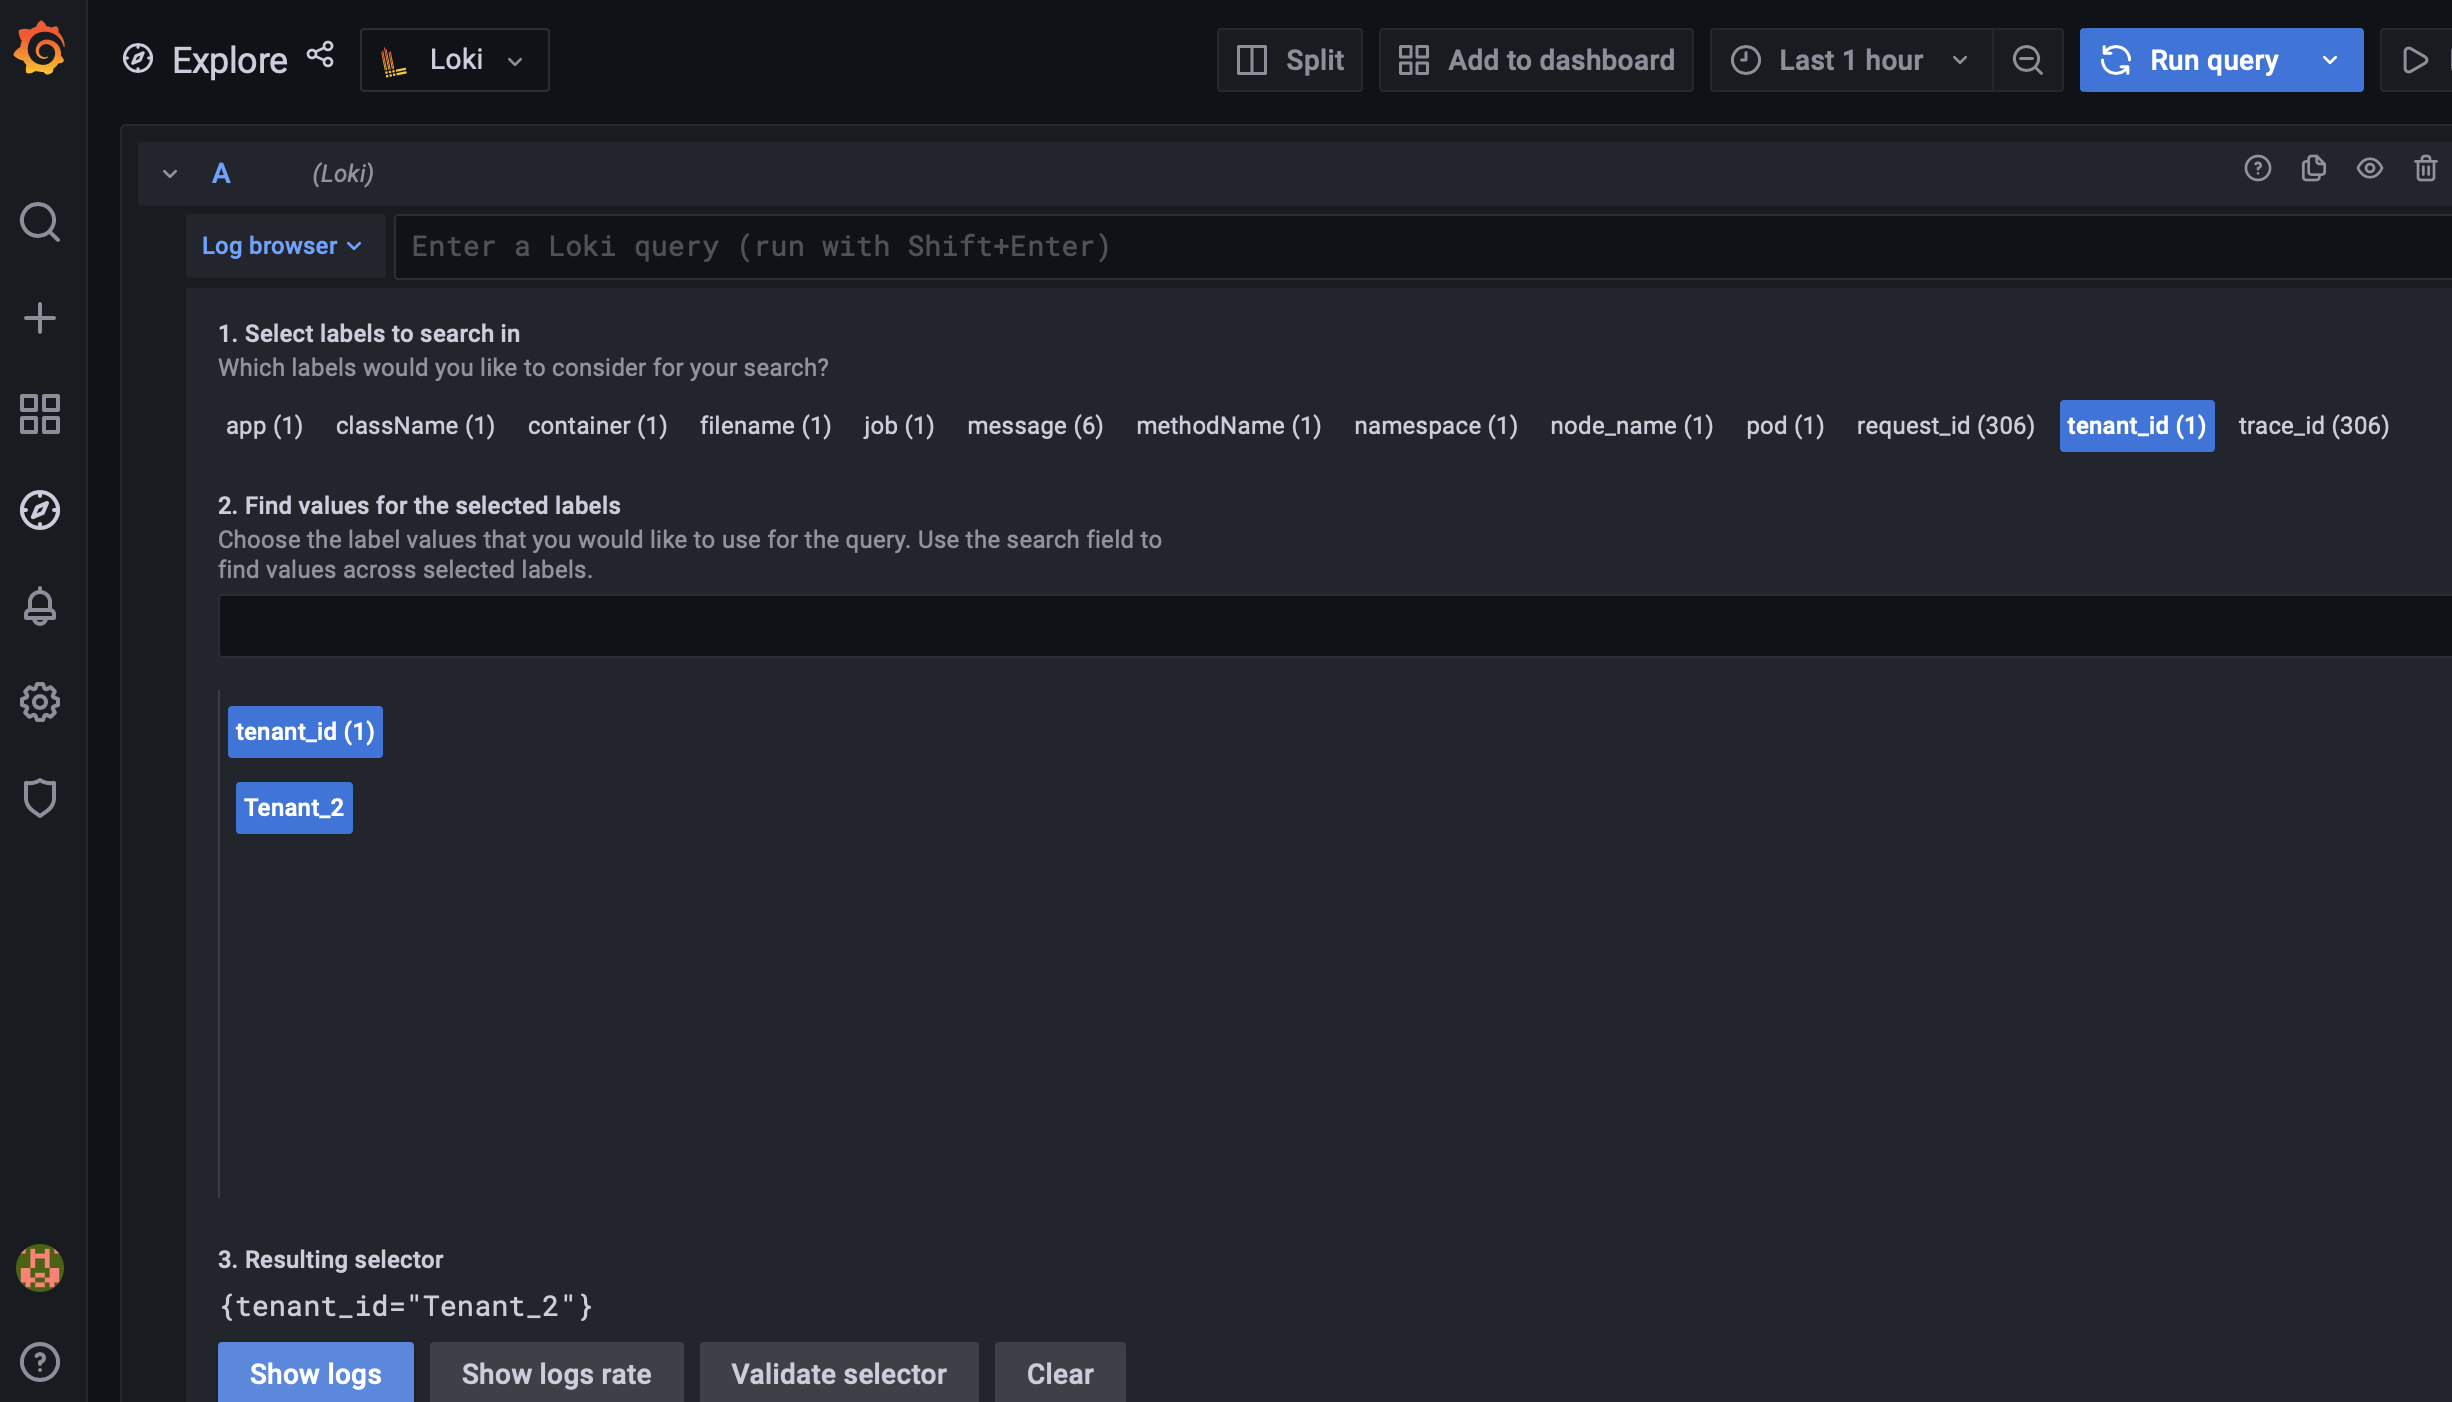 Explore
Loki
Split
Add to dashboard
Last 1 hour
Run query
A (Loki)
Log browser
Enter a Loki query (run with Shift+Enter)
1. Select labels to search in
Which labels would you like to consider for your search?
app (1) className (1) container (1) filename (1) job (1) message (6) methodName (1) namespace (1) node_name (1) pod (1) request_id (306) tenant_id (1) trace_id (306)
2. Find values for the selected labels
Choose the label values that you would like to use for the query. Use the search field to
find values across selected labels.
tenant_id (1)
Tenant_2
3. Resulting selector
{tenant_id="Tenant_2"}
Show logs
Show logs rate
Validate selector
Clear